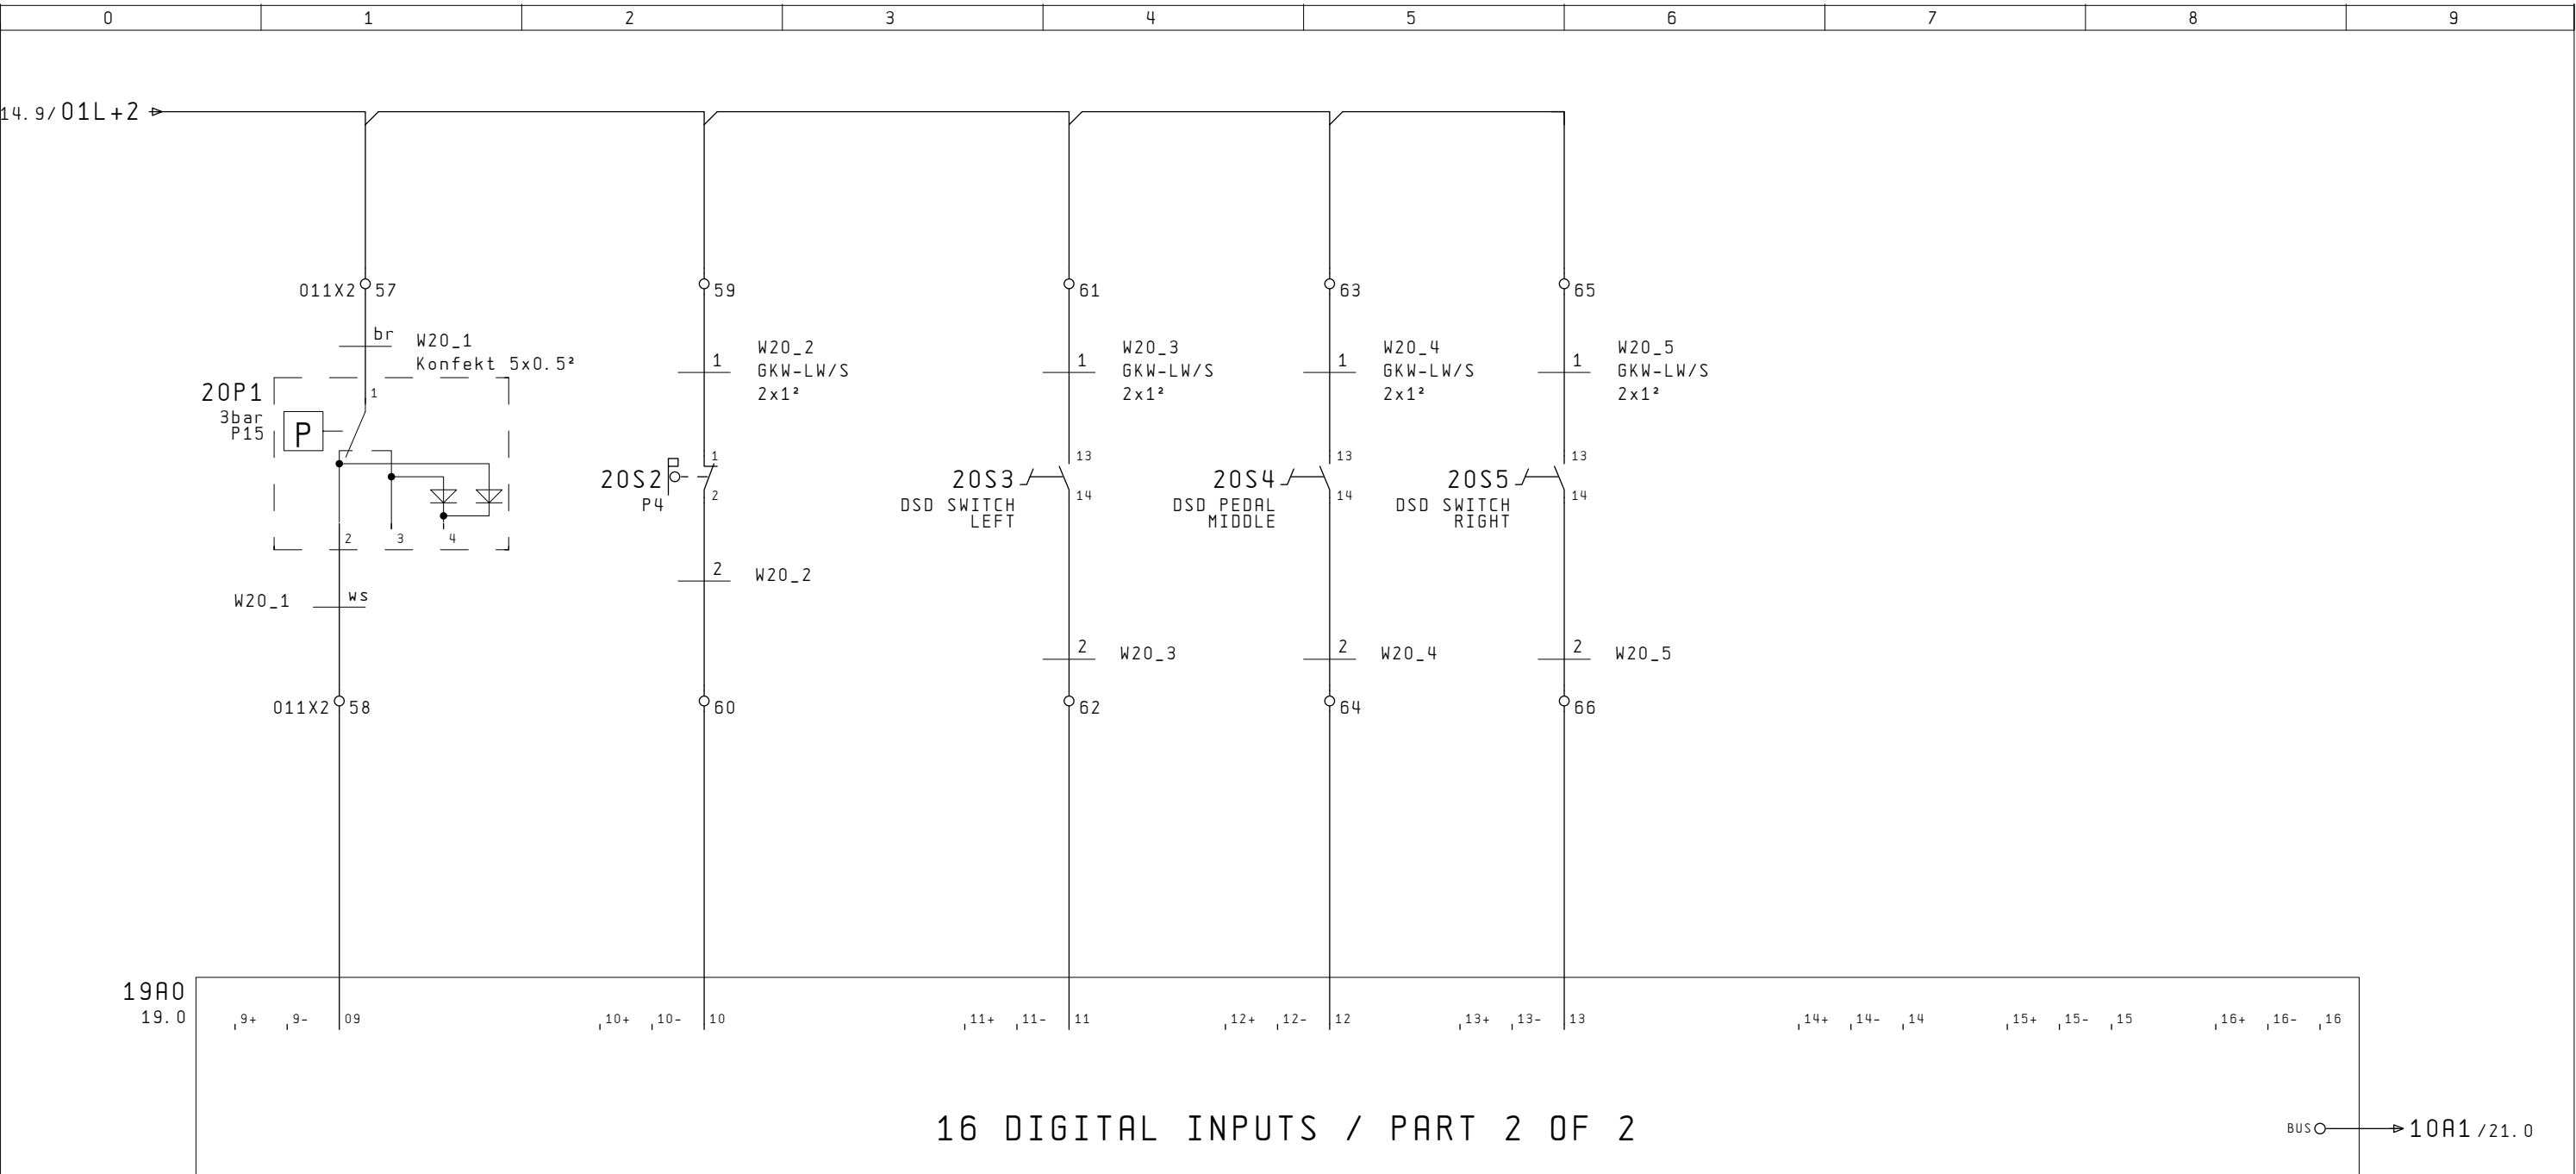 0 1 2 3 4 5 6 7 8 9
14.9/01L+2
011X2 57 59 61 63 65
br W20_1
Konfekt 5x0.5²
1 W20_2
GKW-LW/S
2x1²
1 W20_3
GKW-LW/S
2x1²
1 W20_4
GKW-LW/S
2x1²
1 W20_5
GKW-LW/S
2x1²
20P1
3bar
P15
P
1
2 3 4
20S2
P4
1
2
20S3
DSD SWITCH
LEFT
13
14
20S4
DSD PEDAL
MIDDLE
13
14
20S5
DSD SWITCH
RIGHT
13
14
W20_1 ws
2 W20_2
2 W20_3
2 W20_4
2 W20_5
011X2 58 60 62 64 66
19A0
19.0
9+ 9- 09 10+ 10- 10 11+ 11- 11 12+ 12- 12 13+ 13- 13 14+ 14- 14 15+ 15- 15 16+ 16- 16
16 DIGITAL INPUTS / PART 2 OF 2
BUS 10A1/21.0